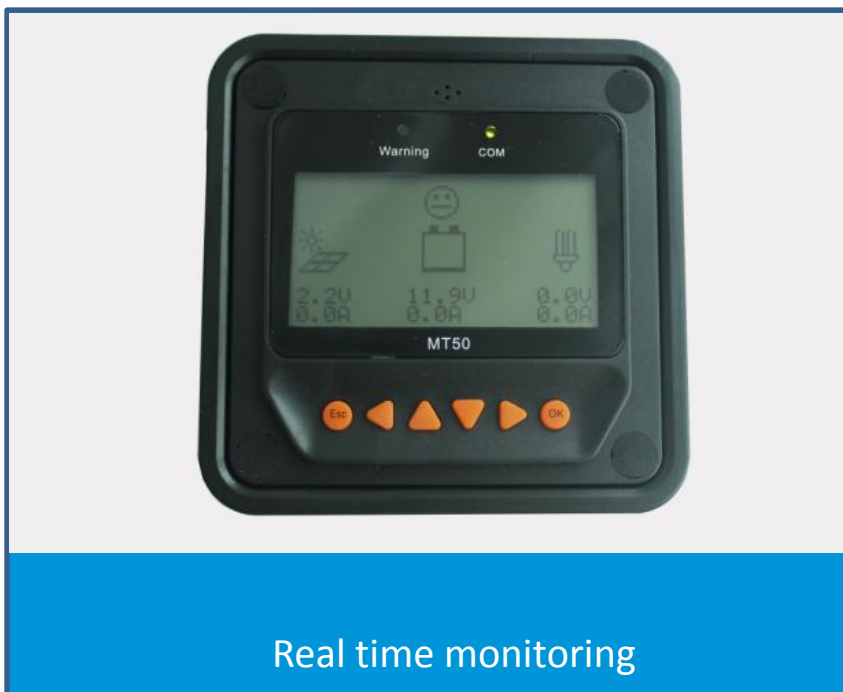 Warning COM
2.2V 11.9V 0.0V
0.0A 0.0A 0.0A
MT50
Esc OK
Real time monitoring